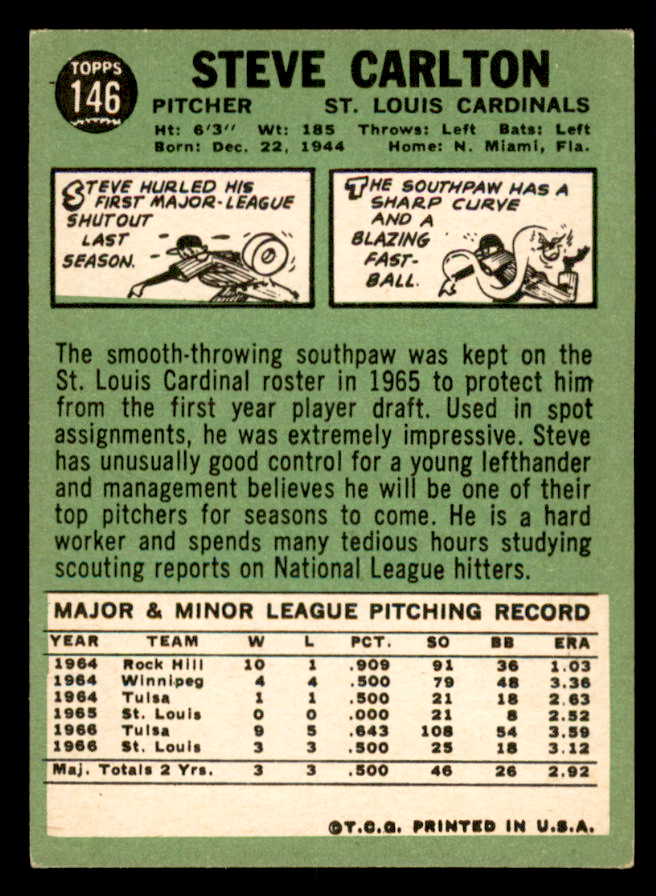 TOPPS
146
STEVE CARLTON
PITCHER ST. LOUIS CARDINALS
Ht: 6'3" Wt: 185 Throws: Left Bats: Left
Born: Dec. 22, 1944 Home: N. Miami, Fla.
STEVE HURLED HIS
FIRST MAJOR-LEAGUE
SHUTOUT
LAST
SEASON.
THE SOUTHPAW HAS A
SHARP CURVE
AND A
BLAZING
FAST-
BALL.
The smooth-throwing southpaw was kept on the
St. Louis Cardinal roster in 1965 to protect him
from the first year player draft. Used in spot
assignments, he was extremely impressive. Steve
has unusually good control for a young lefthander
and management believes he will be one of their
top pitchers for seasons to come. He is a hard
worker and spends many tedious hours studying
scouting reports on National League hitters.
MAJOR & MINOR LEAGUE PITCHING RECORD
YEAR TEAM W L PCT. SO BB ERA
1964 Rock Hill 10 1 .909 91 36 1.03
1964 Winnipeg 4 4 .500 79 48 3.36
1964 Tulsa 1 1 .500 21 18 2.63
1965 St. Louis 0 0 .000 21 8 2.52
1966 Tulsa 9 5 .643 108 54 3.59
1966 St. Louis 3 3 .500 25 18 3.12
Maj. Totals 2 Yrs. 3 3 .500 46 26 2.92
©T.C.G. PRINTED IN U.S.A.